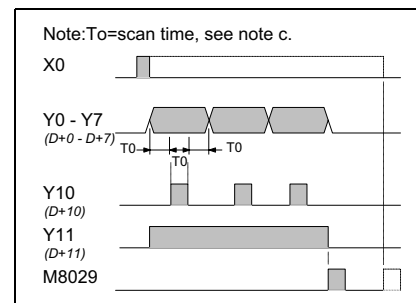 Note:To=scan time, see note c.
X0
Y0 - Y7
(D+0 - D+7)
T0
T0
T0
Y10
(D+10)
Y11
(D+11)
M8029